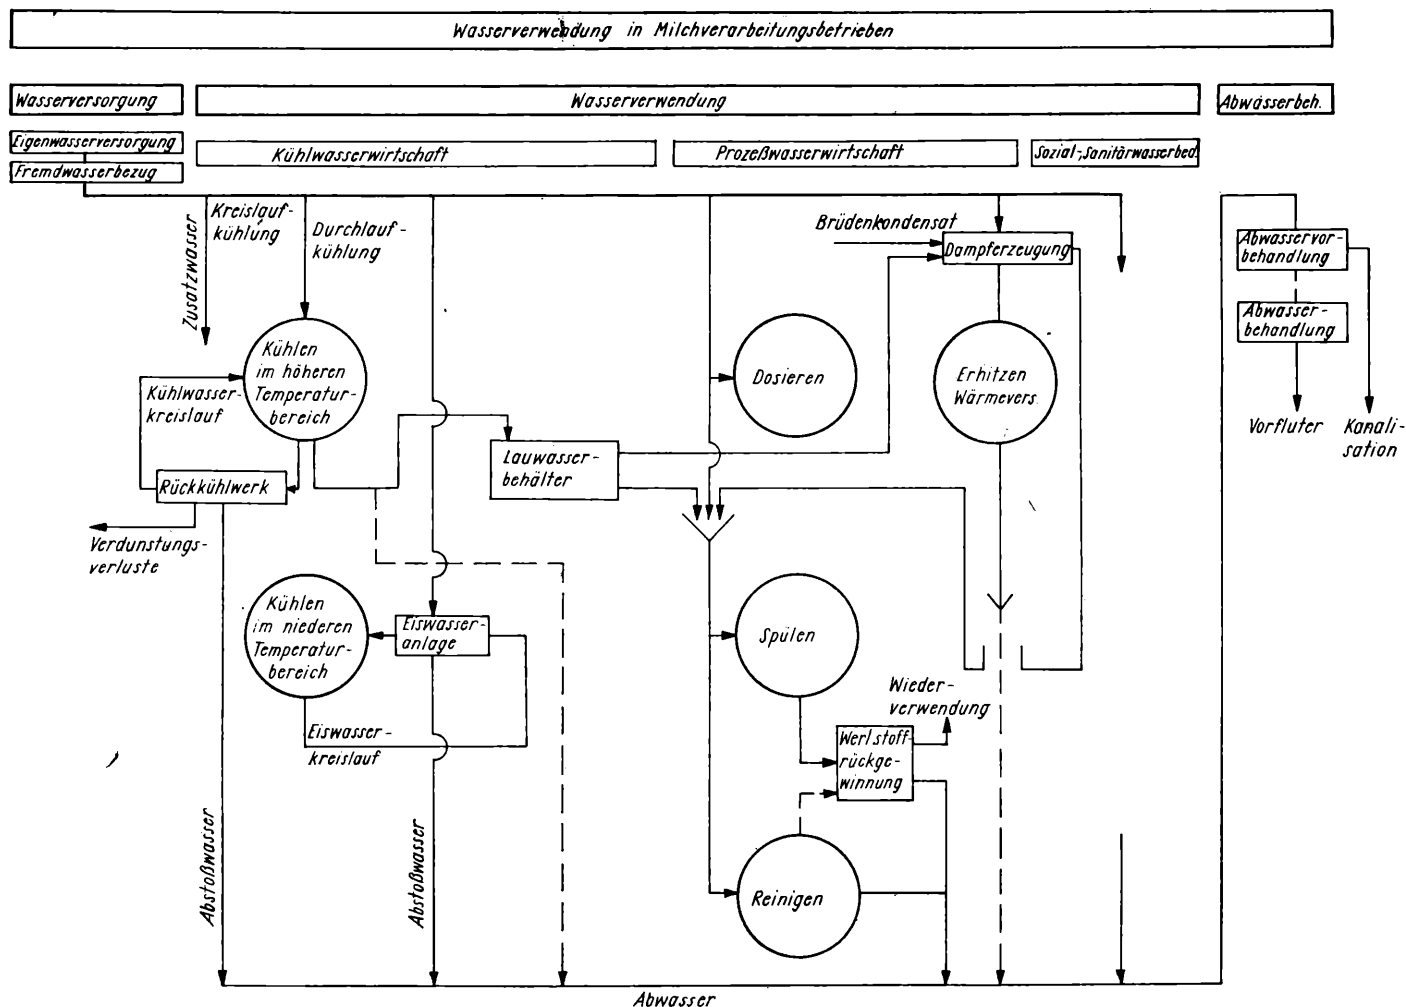 Wasserverwendung in Milchverarbeitungsbetrieben
Wasserversorgung
Wasserverwendung
Abwässerbeh.
Eigenwasserversorgung
Fremdwasserbezug
Kühlwasserwirtschaft
Prozeßwasserwirtschaft
Sozial-,Sanitärwasserbed.
Zusatzwasser
Kreislauf-
kühlung
Durchlauf-
kühlung
Brüdenkondensat
Dampferzeugung
Abwasservor-
behandlung
Abwasser-
behandlung
Vorfluter
Kanali-
sation
Kühlen
im höheren
Temperatur-
bereich
Kühlwasser-
kreislauf
Dosieren
Erhitzen
Wärmevers.
Rückkühlwerk
Lauwasser-
behälter
Verdunstungs-
verluste
Kühlen
im niederen
Temperatur-
bereich
Eiswasser-
anlage
Spülen
Eiswasser-
kreislauf
Wieder-
verwendung
Wertstoff-
rückge-
winnung
Reinigen
Abstoßwasser
Abstoßwasser
Abwasser